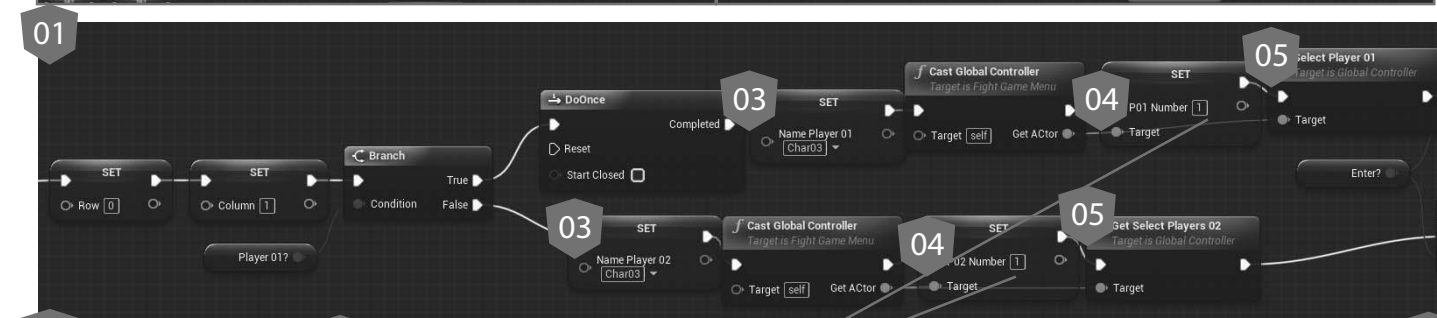 01
SET
Row 0
SET
Column 1
Player 01?
Branch
Condition
True
False
DoOnce
Reset
Start Closed
Completed
03
SET
Name Player 01
Char03
f Cast Global Controller
Target is Fight Game Menu
Target self
Get ACtor
04
SET
P01 Number 1
Target
05
Select Player 01
Target is Global Controller
Target
Enter?
03
SET
Name Player 02
Char03
f Cast Global Controller
Target is Fight Game Menu
Target self
Get ACtor
04
SET
02 Number 1
Target
05
Get Select Players 02
Target is Global Controller
Target